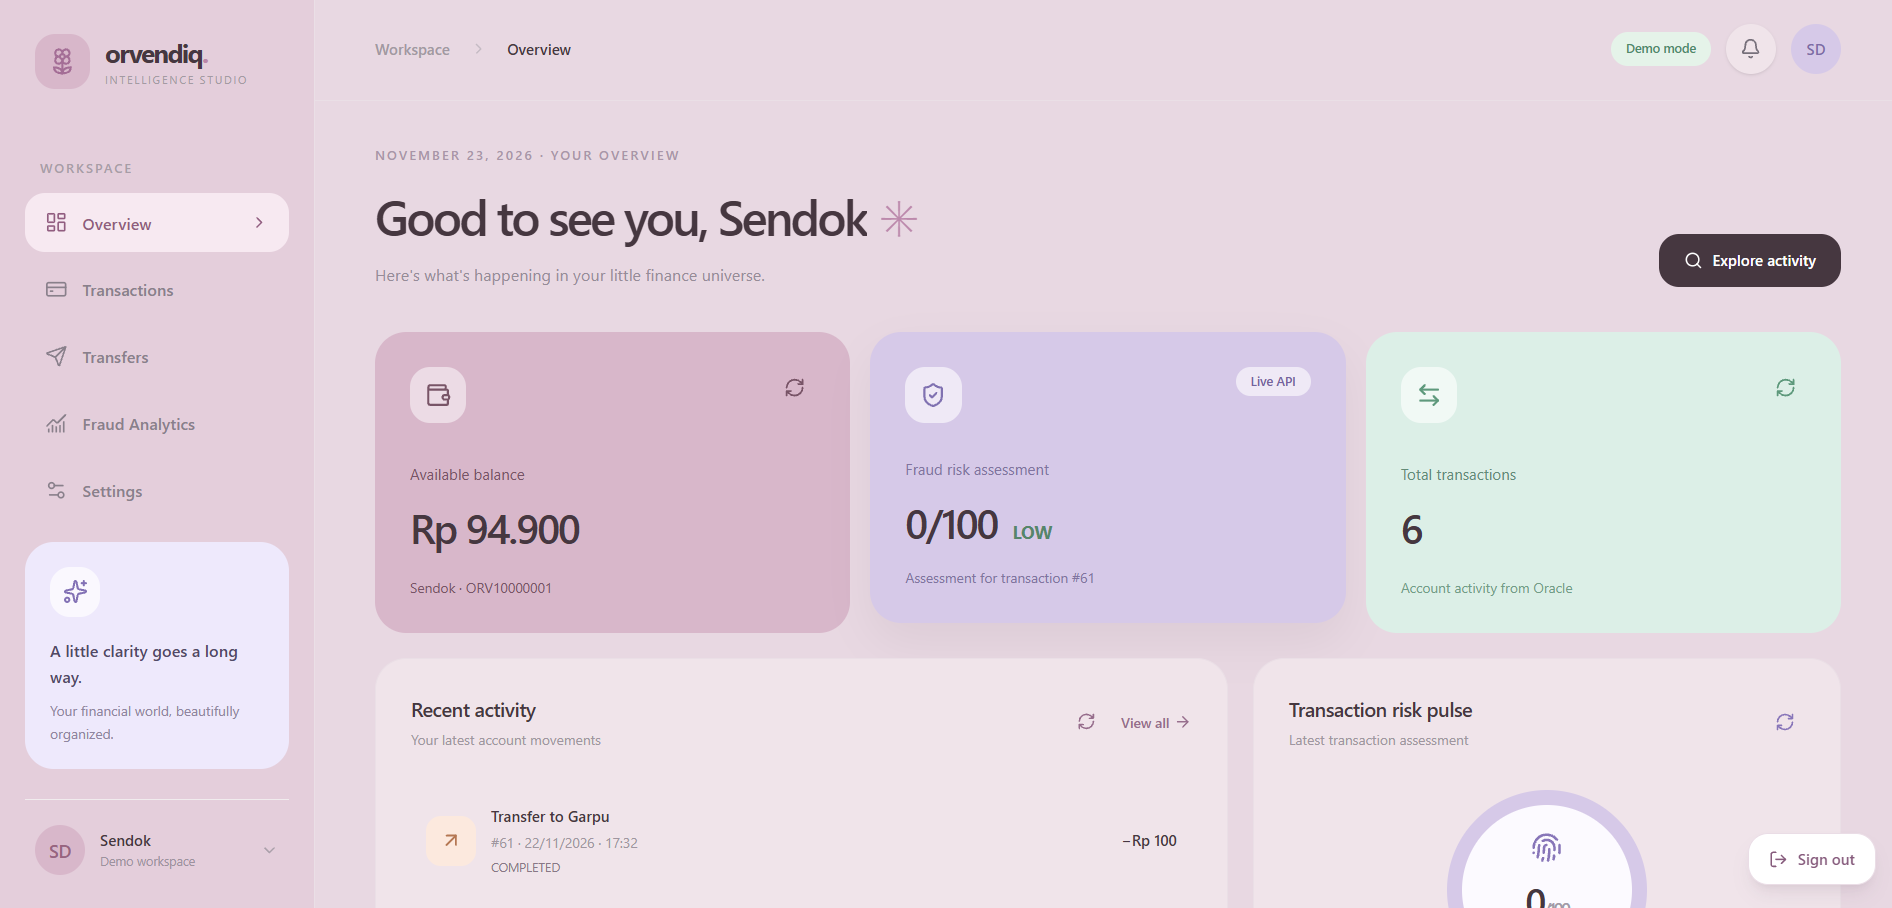 orvendiq.
INTELLIGENCE STUDIO
WORKSPACE
Overview
Transactions
Transfers
Fraud Analytics
Settings
A little clarity goes a long
way.
Your financial world, beautifully
organized.
SD
Sendok
Demo workspace
Workspace
Overview
Demo mode
SD
NOVEMBER 23, 2026 · YOUR OVERVIEW
Good to see you, Sendok
Here's what's happening in your little finance universe.
Explore activity
Available balance
Rp 94.900
Sendok · ORV10000001
Live API
Fraud risk assessment
0/100 LOW
Assessment for transaction #61
Total transactions
6
Account activity from Oracle
Recent activity
Your latest account movements
View all
Transfer to Garpu
#61 · 22/11/2026 · 17:32
COMPLETED
−Rp 100
Transaction risk pulse
Latest transaction assessment
0/100
Sign out